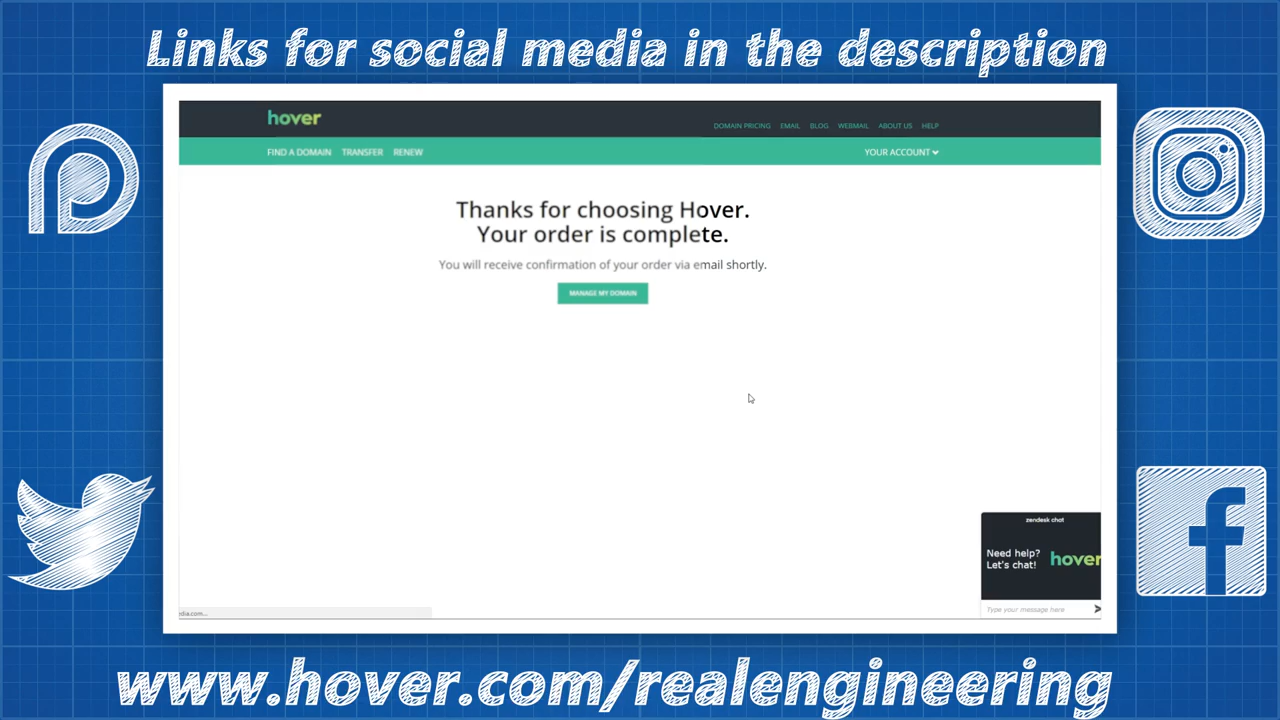 Links for social media in the description
hover
DOMAIN PRICING EMAIL BLOG WEBMAIL ABOUT US HELP
FIND A DOMAIN TRANSFER RENEW YOUR ACCOUNT
Thanks for choosing Hover.
Your order is complete.
You will receive confirmation of your order via email shortly.
MANAGE MY DOMAIN
zendesk chat
Need help?
Let's chat!
hover
Type your message here
www.hover.com/realengineering